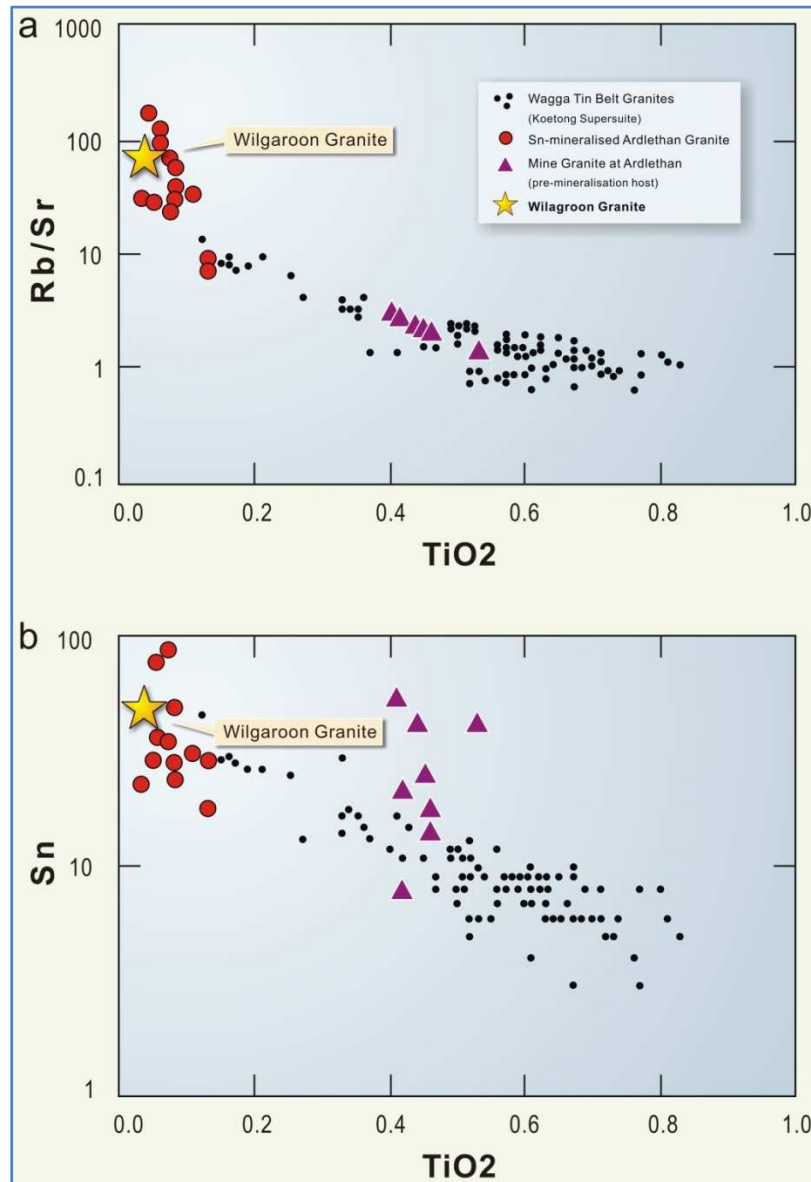 a
1000
100
10
1
0.1
Rb/Sr
Wilgaroon Granite
Wagga Tin Belt Granites
(Koetong Supersuite)
Sn-mineralised Ardlethan Granite
Mine Granite at Ardlethan
(pre-mineralisation host)
Wilagroon Granite
0.0 0.2 0.4 0.6 0.8 1.0
TiO2
b
100
10
1
Sn
Wilgaroon Granite
0.0 0.2 0.4 0.6 0.8 1.0
TiO2